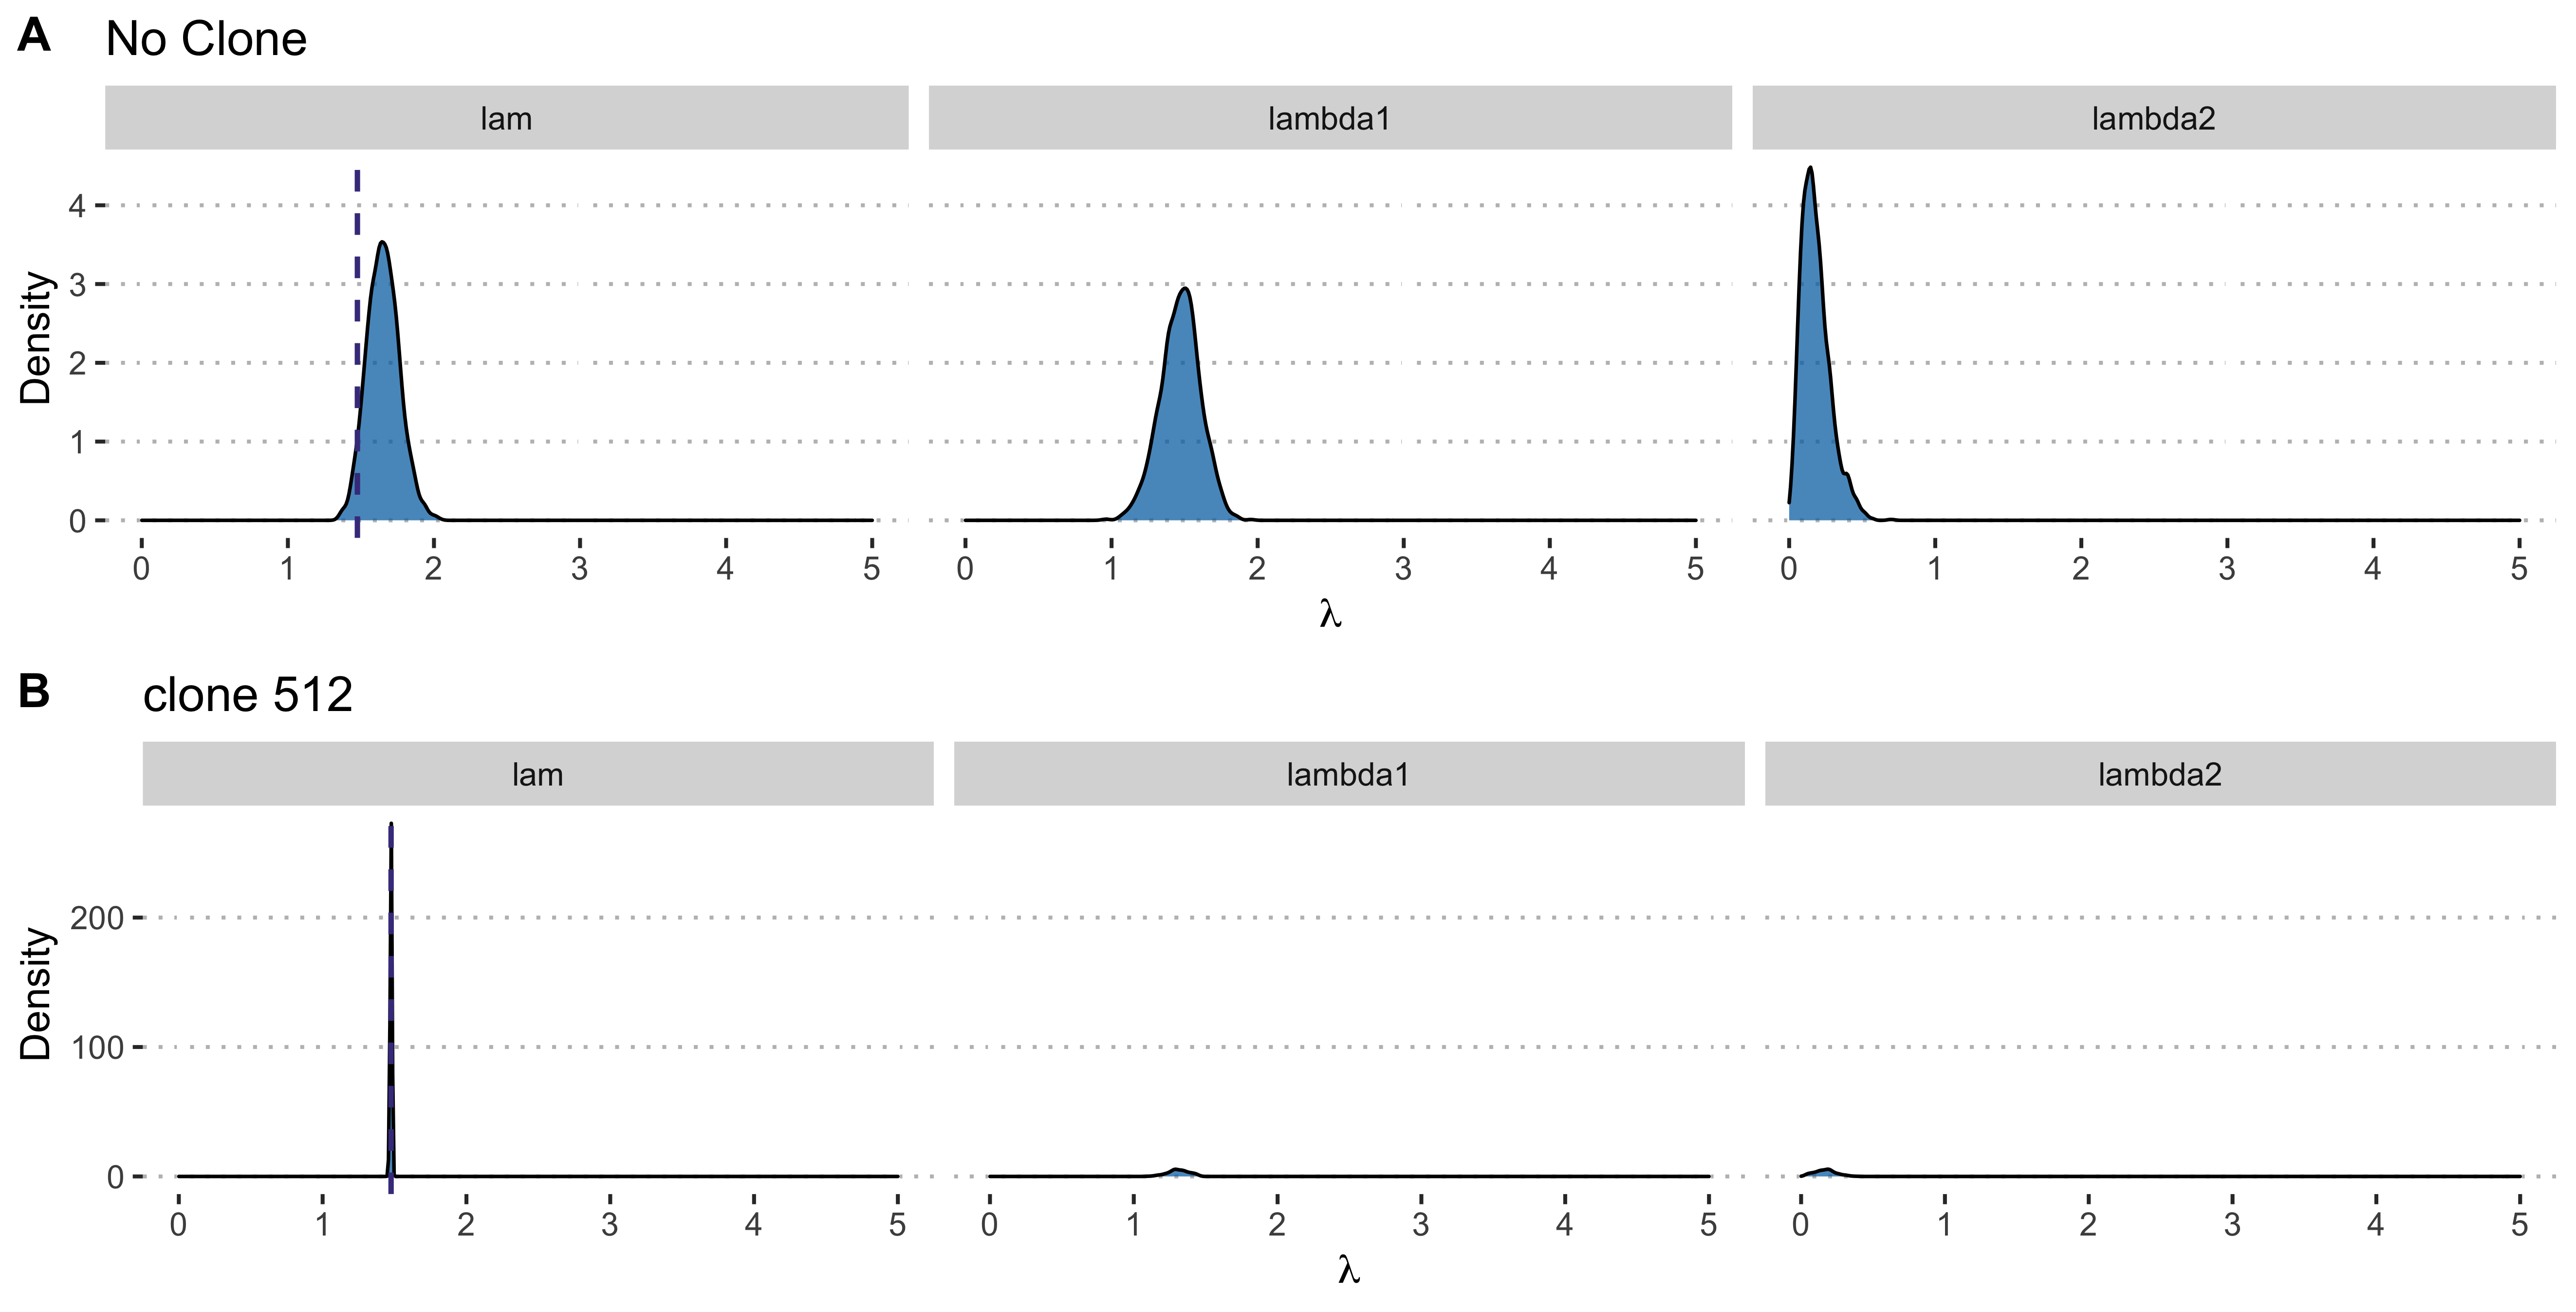 A No Clone
lam lambda1 lambda2
4
3
2
1
0
Density
0 1 2 3 4 5 0 1 2 3 4 5 0 1 2 3 4 5
λ
B clone 512
lam lambda1 lambda2
200
100
0
Density
0 1 2 3 4 5 0 1 2 3 4 5 0 1 2 3 4 5
λ